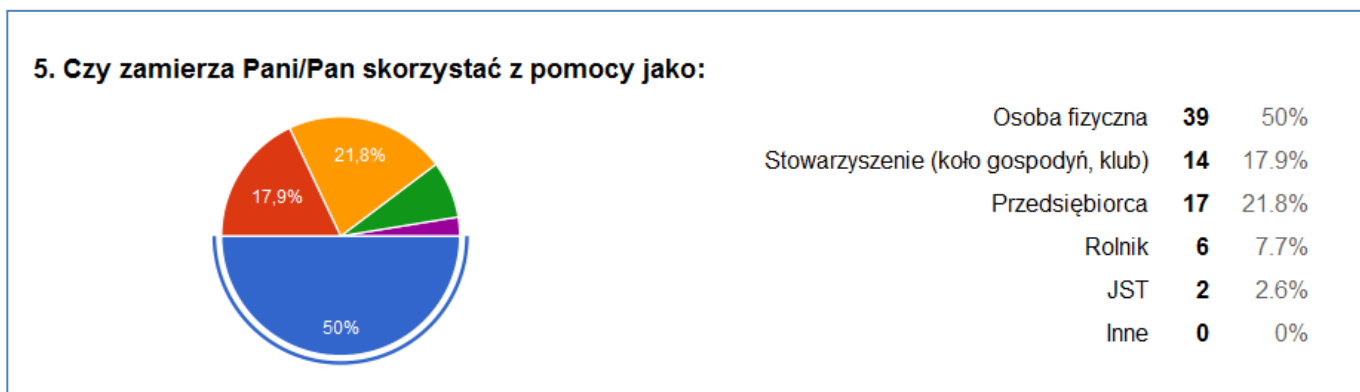 5. Czy zamierza Pani/Pan skorzystać z pomocy jako:
21,8%
17,9%
50%
Osoba fizyczna 39 50%
Stowarzyszenie (koło gospodyń, klub) 14 17.9%
Przedsiębiorca 17 21.8%
Rolnik 6 7.7%
JST 2 2.6%
Inne 0 0%